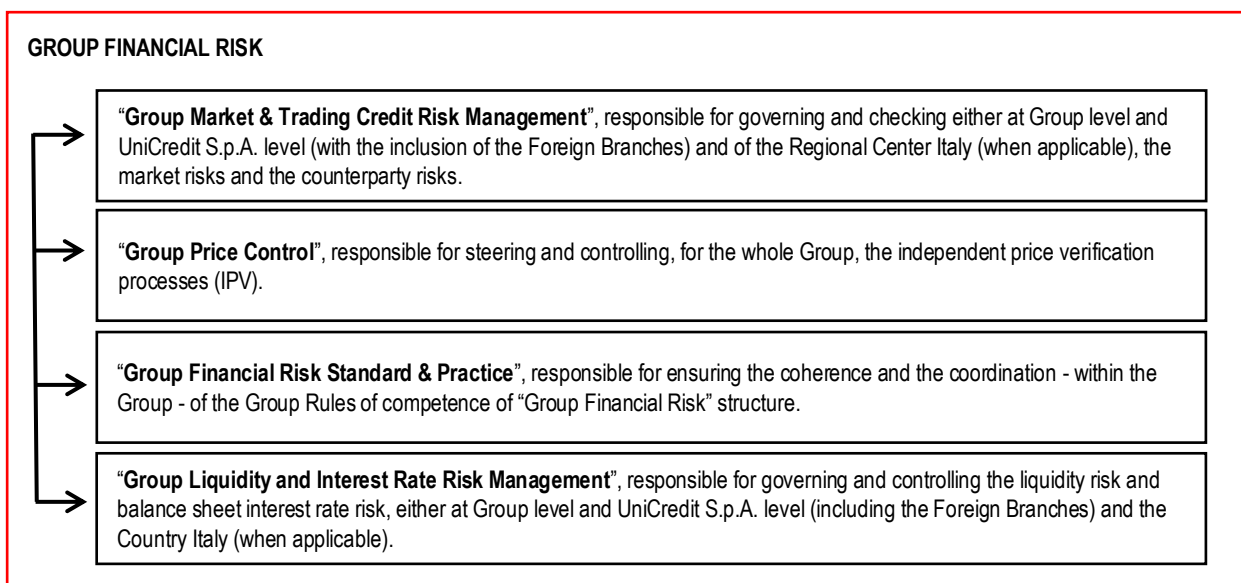 GROUP FINANCIAL RISK
“Group Market & Trading Credit Risk Management”, responsible for governing and checking either at Group level and
UniCredit S.p.A. level (with the inclusion of the Foreign Branches) and of the Regional Center Italy (when applicable), the
market risks and the counterparty risks.
“Group Price Control”, responsible for steering and controlling, for the whole Group, the independent price verification
processes (IPV).
“Group Financial Risk Standard & Practice”, responsible for ensuring the coherence and the coordination - within the
Group - of the Group Rules of competence of “Group Financial Risk” structure.
“Group Liquidity and Interest Rate Risk Management”, responsible for governing and controlling the liquidity risk and
balance sheet interest rate risk, either at Group level and UniCredit S.p.A. level (including the Foreign Branches) and the
Country Italy (when applicable).